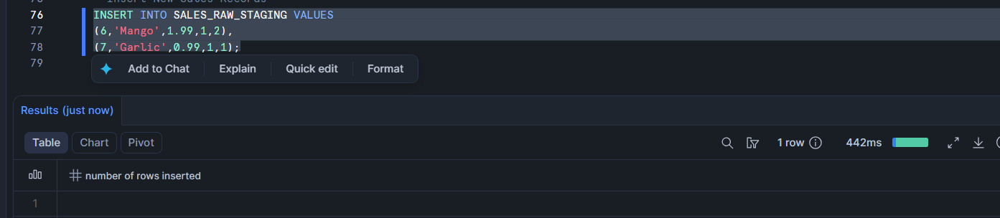 INSERT INTO SALES_RAW_STAGING VALUES
76
(6,'Mango',1.99,1,2),
77
(7,'Garlic',0.99,1,1);
78
79
Add to Chat
Explain
Quick edit
Format
Results (just now)
Table
Chart
Pivot
1 row
442ms
number of rows inserted
1